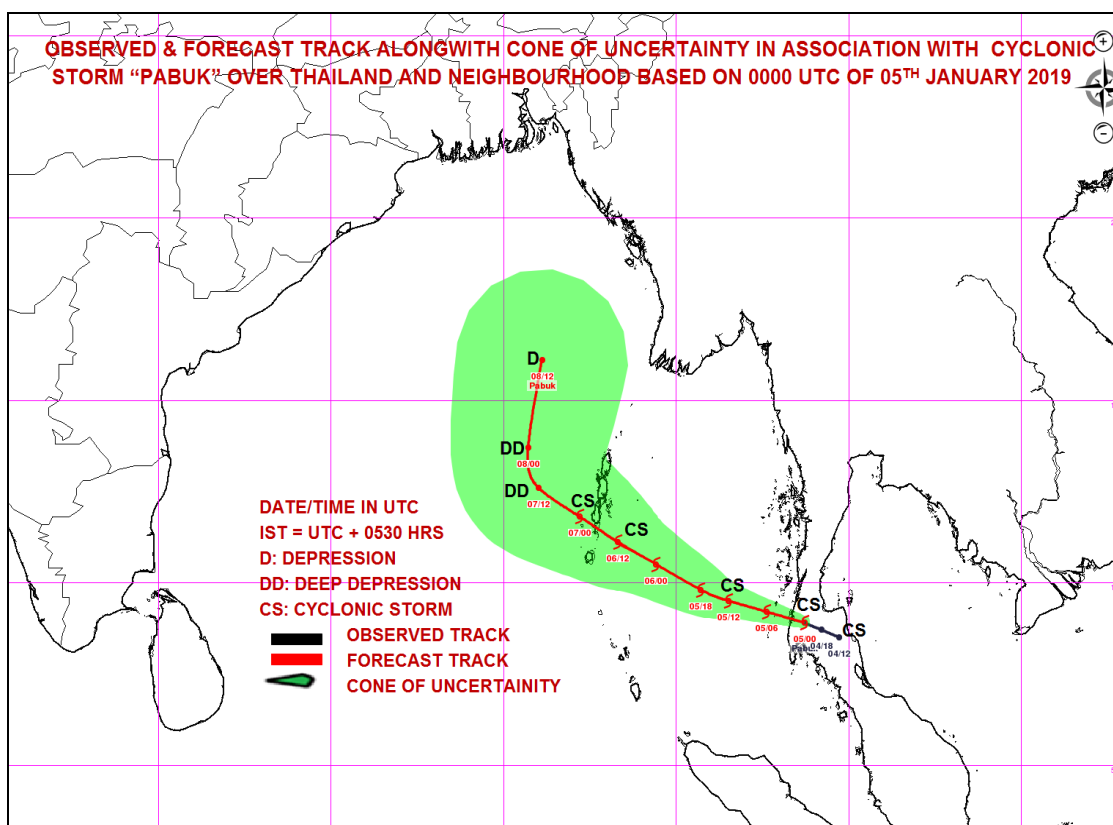 OBSERVED & FORECAST TRACK ALONGWITH CONE OF UNCERTAINTY IN ASSOCIATION WITH CYCLONIC
STORM “PABUK” OVER THAILAND AND NEIGHBOURHOOD BASED ON 0000 UTC OF 05TH JANUARY 2019
D
08/12
Pabuk
DD
08/00
DD
07/12
CS
07/00
CS
06/12
06/00
05/18
CS
05/12
05/06
CS
05/00
04/18
CS
04/12
DATE/TIME IN UTC
IST = UTC + 0530 HRS
D: DEPRESSION
DD: DEEP DEPRESSION
CS: CYCLONIC STORM
OBSERVED TRACK
FORECAST TRACK
CONE OF UNCERTAINITY